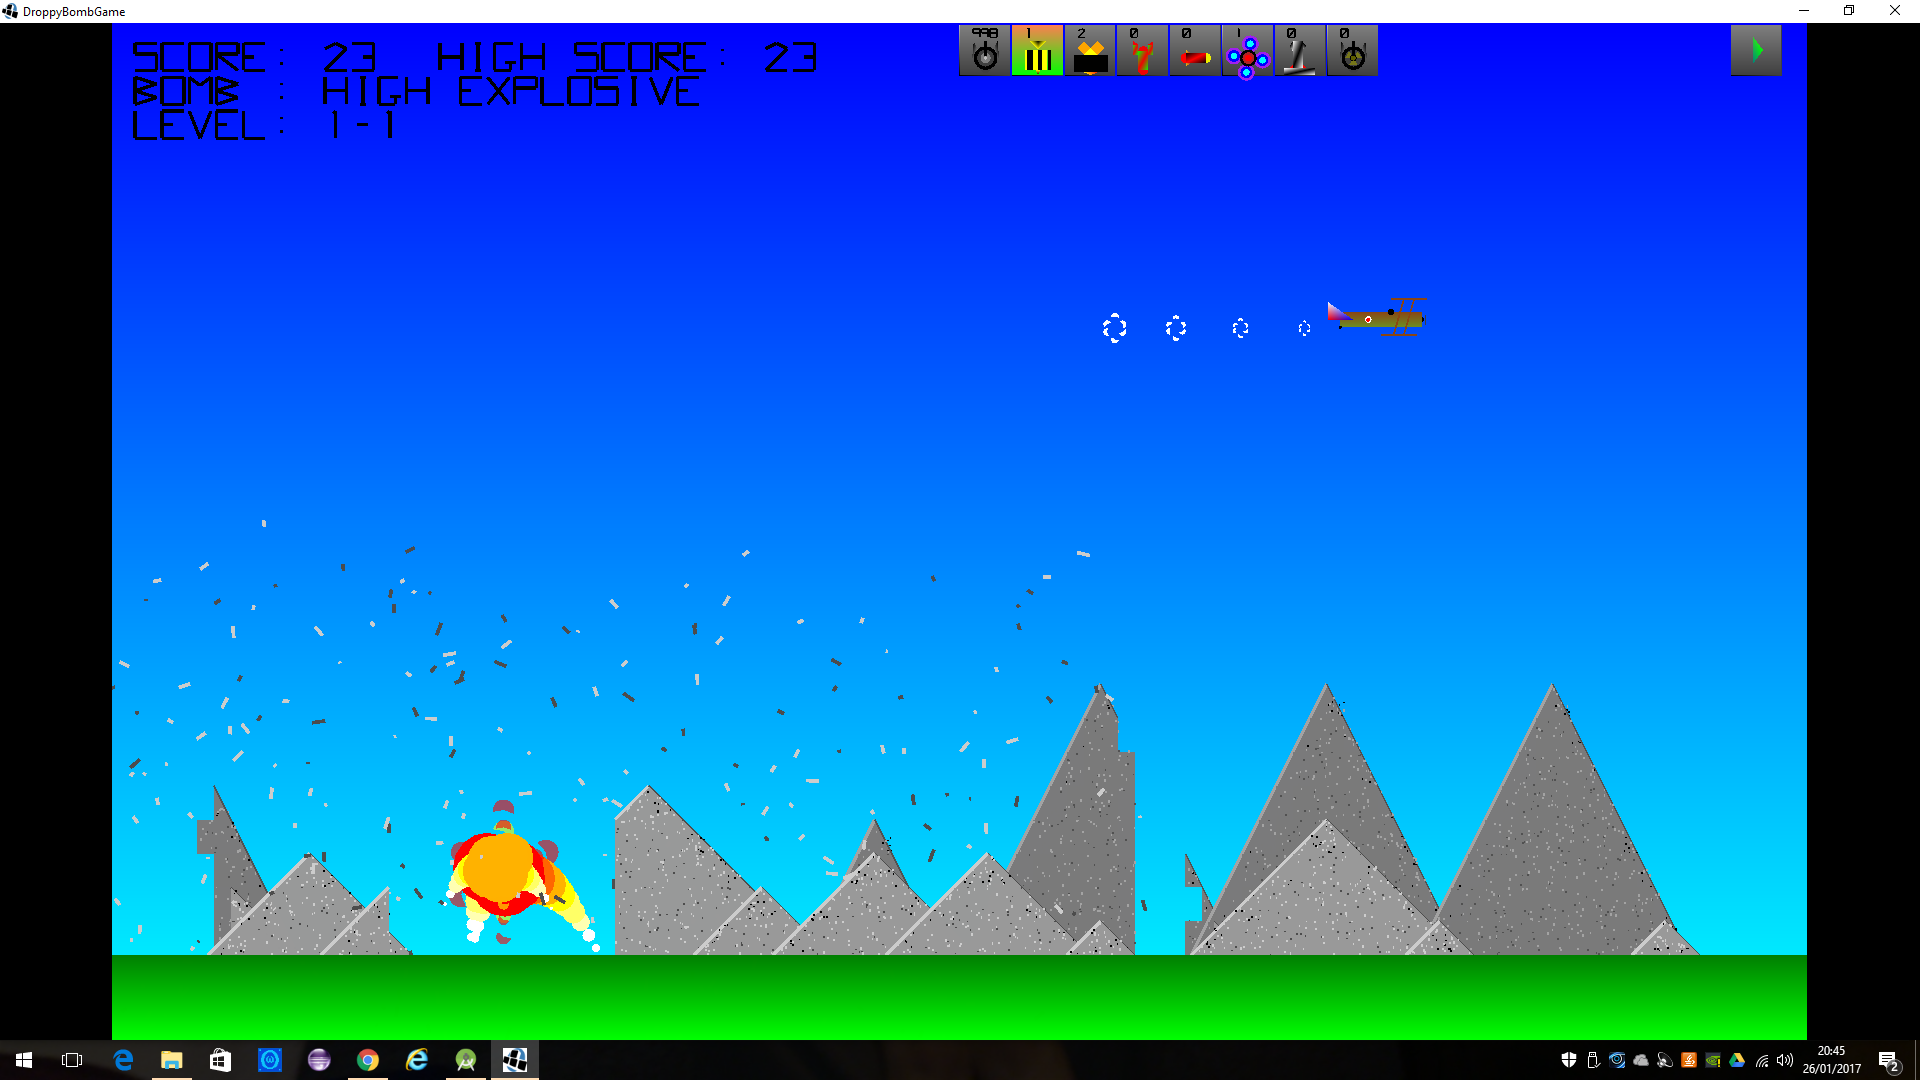 DroppyBombGame
SCORE: 23 HIGH SCORE: 23
BOMB : HIGH EXPLOSIVE
LEVEL: 1-1
998 1 2 0 0 1 0 0
20:45
26/01/2017
2